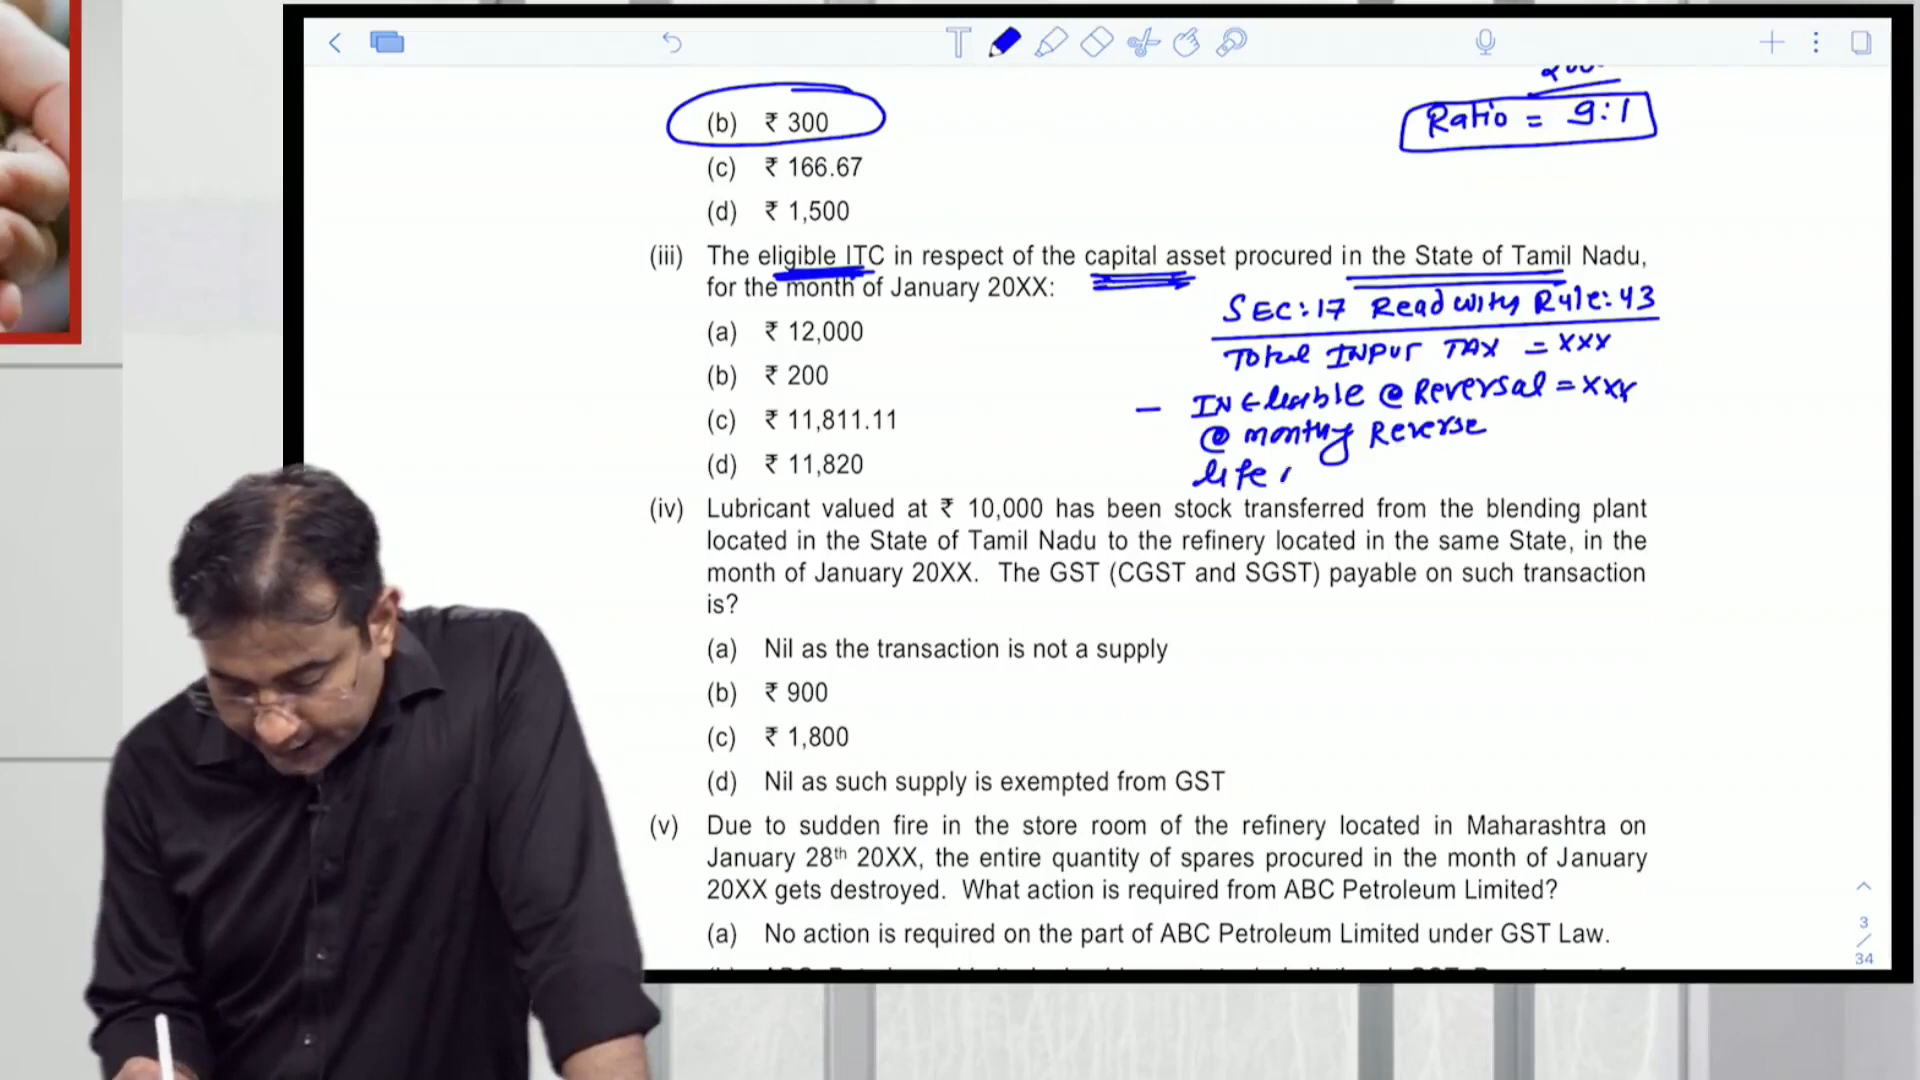 (b) ₹ 300
Ratio = 9:1
(c) ₹ 166.67
(d) ₹ 1,500
(iii) The eligible ITC in respect of the capital asset procured in the State of Tamil Nadu,
for the month of January 20XX:
SEC:17 Read with Rule:43
(a) ₹ 12,000
Total INPUT TAX = XXX
(b) ₹ 200
- @ Reversal = XXX
(c) ₹ 11,811.11
@ Reverse
(d) ₹ 11,820
life,
(iv) Lubricant valued at ₹ 10,000 has been stock transferred from the blending plant
located in the State of Tamil Nadu to the refinery located in the same State, in the
month of January 20XX. The GST (CGST and SGST) payable on such transaction
is?
(a) Nil as the transaction is not a supply
(b) ₹ 900
(c) ₹ 1,800
(d) Nil as such supply is exempted from GST
(v) Due to sudden fire in the store room of the refinery located in Maharashtra on
January 28th 20XX, the entire quantity of spares procured in the month of January
20XX gets destroyed. What action is required from ABC Petroleum Limited?
(a) No action is required on the part of ABC Petroleum Limited under GST Law.
3
/
34